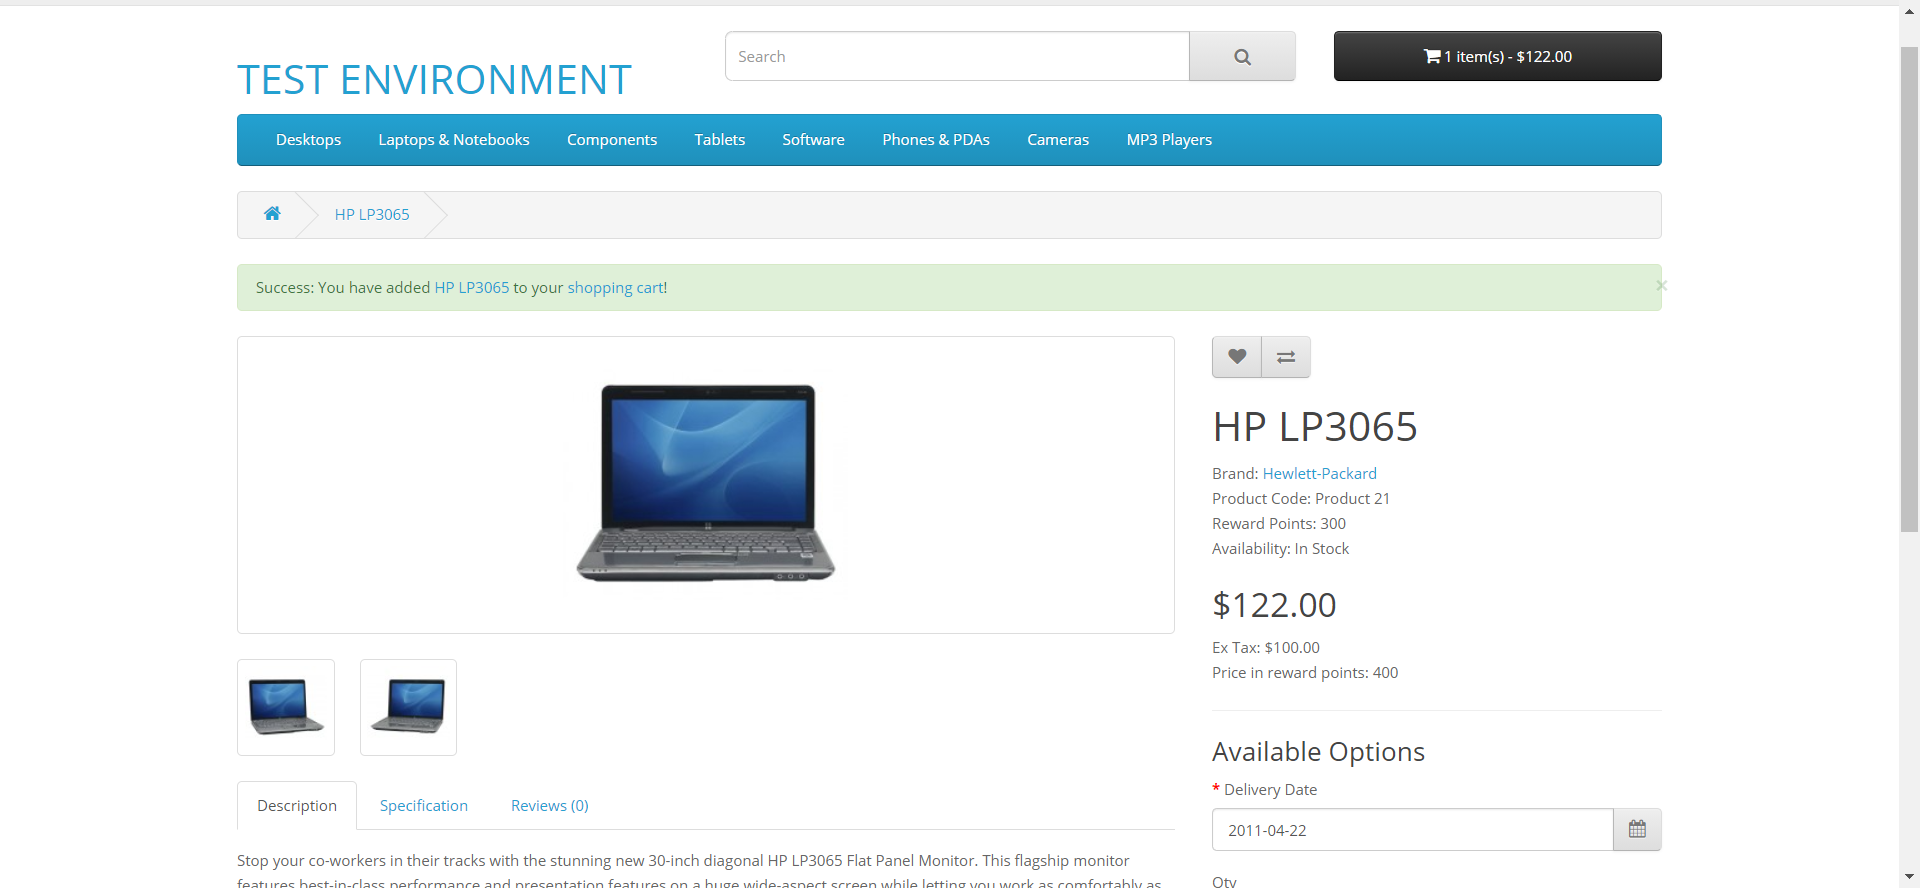 Search
1 item(s) - $122.00
TEST ENVIRONMENT
Desktops Laptops & Notebooks Components Tablets Software Phones & PDAs Cameras MP3 Players
HP LP3065
Success: You have added HP LP3065 to your shopping cart!
×
HP LP3065
Brand: Hewlett-Packard
Product Code: Product 21
Reward Points: 300
Availability: In Stock
$122.00
Ex Tax: $100.00
Price in reward points: 400
Available Options
* Delivery Date
2011-04-22
Qty
Description Specification Reviews (0)
Stop your co-workers in their tracks with the stunning new 30-inch diagonal HP LP3065 Flat Panel Monitor. This flagship monitor
features best-in-class performance and presentation features on a huge wide-aspect screen while letting you work as comfortably as